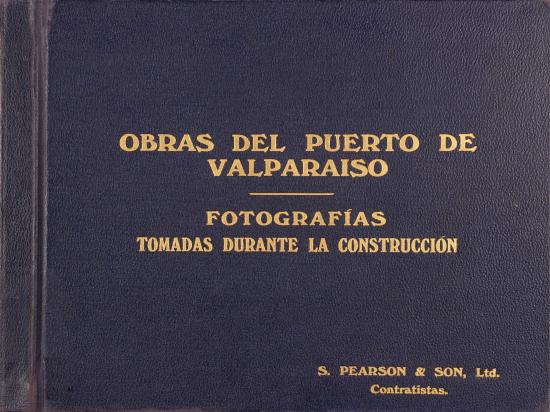 OBRAS DEL PUERTO DE
VALPARAISO
FOTOGRAFÍAS
TOMADAS DURANTE LA CONSTRUCCIÓN
S. PEARSON & SON, Ltd.
Contratistas.